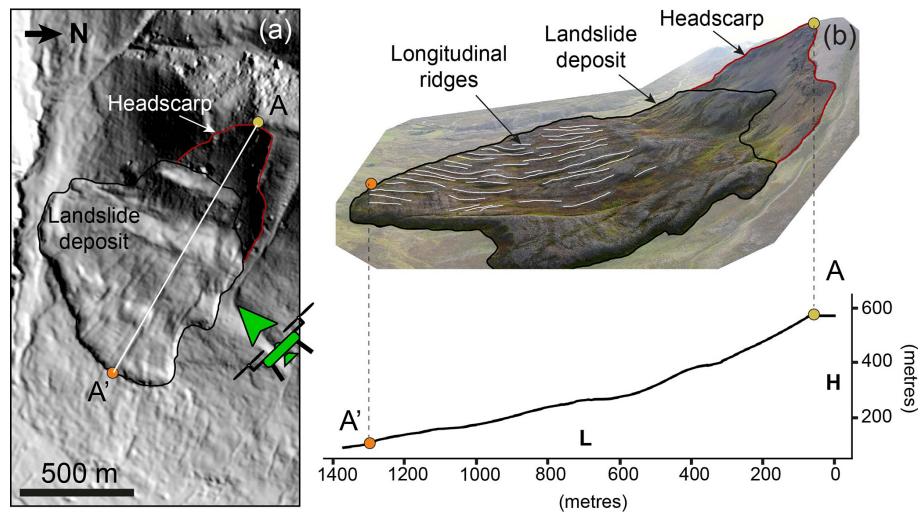 N
(a)
Headscarp
A
Landslide
deposit
A'
500 m
Headscarp
(b)
Landslide
deposit
Longitudinal
ridges
A
600
400
200
H
(metres)
A'
L
1400 1200 1000 800 600 400 200 0
(metres)